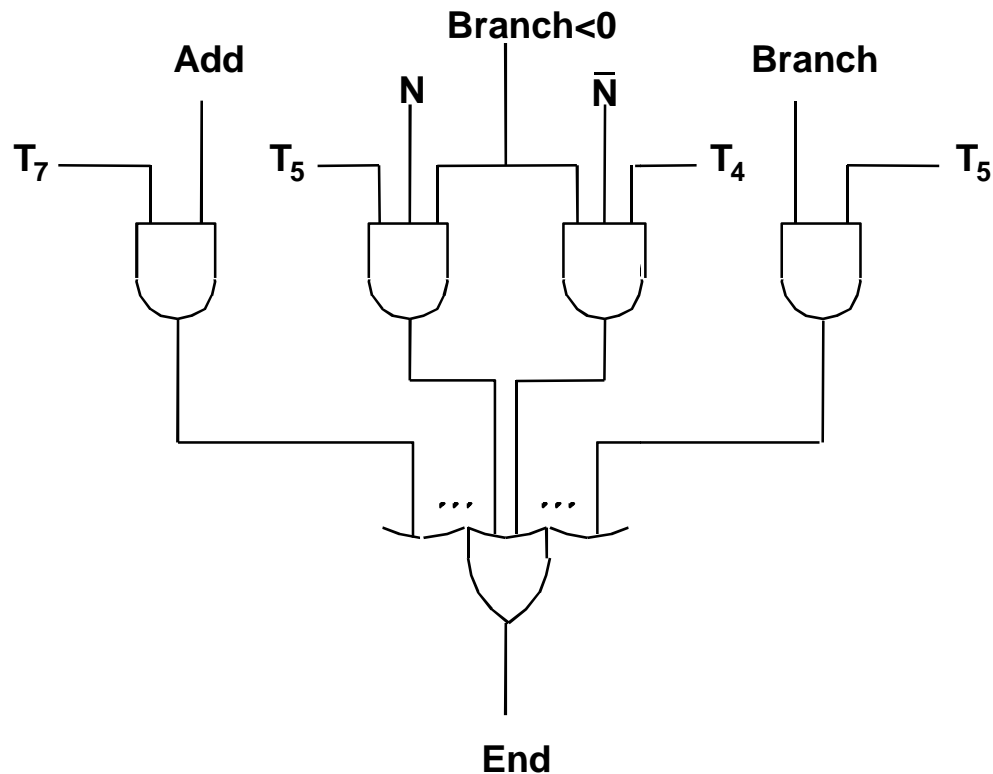 Branch<0
Add
Branch
N
N̅
T₇
T₅
T₄
T₅
...
...
End